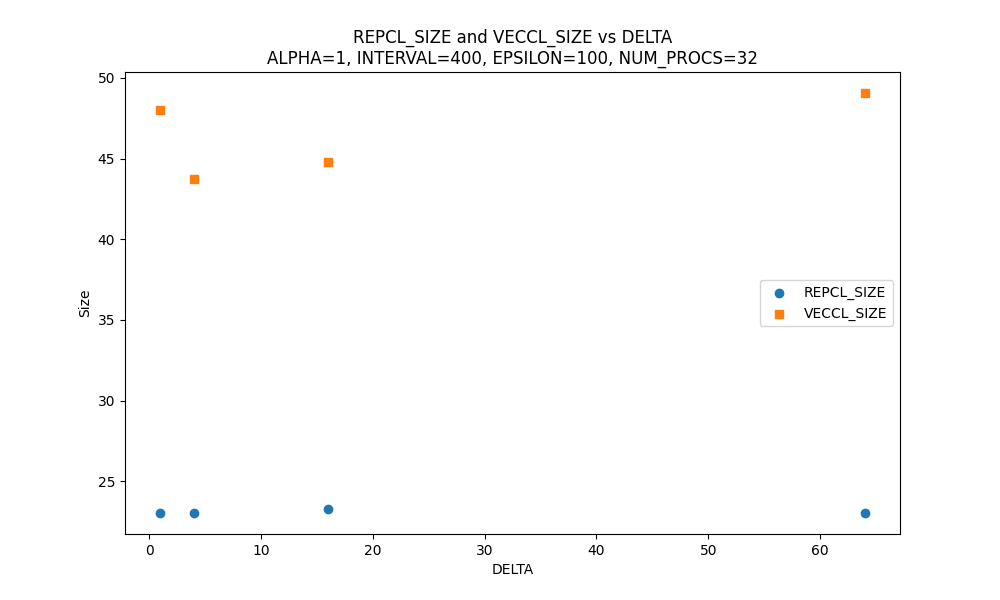 REPCL_SIZE and VECCL_SIZE vs DELTA
ALPHA=1, INTERVAL=400, EPSILON=100, NUM_PROCS=32
50
45
40
35
30
25
Size
REPCL_SIZE
VECCL_SIZE
0 10 20 30 40 50 60
DELTA